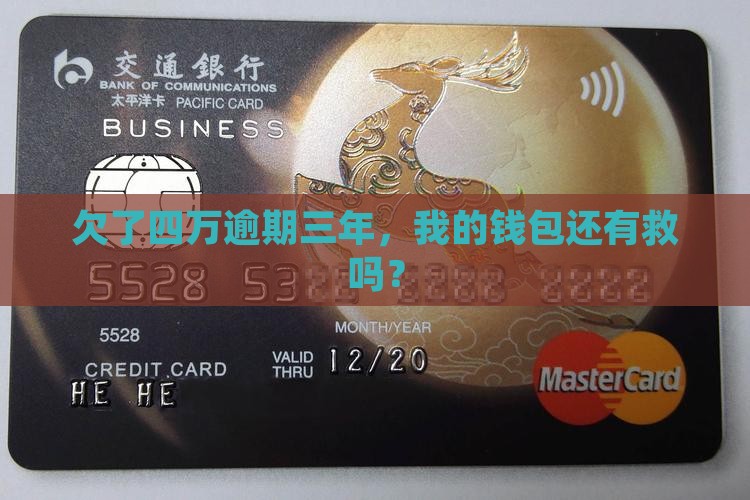 交通銀行
BANK OF COMMUNICATIONS
太平洋卡 PACIFIC CARD
BUSINESS
欠了四万逾期三年，我的钱包还有救
吗？
5528
5528
MONTH/YEAR
CREDIT CARD
VALID
THRU
12/20
HE HE
MasterCard